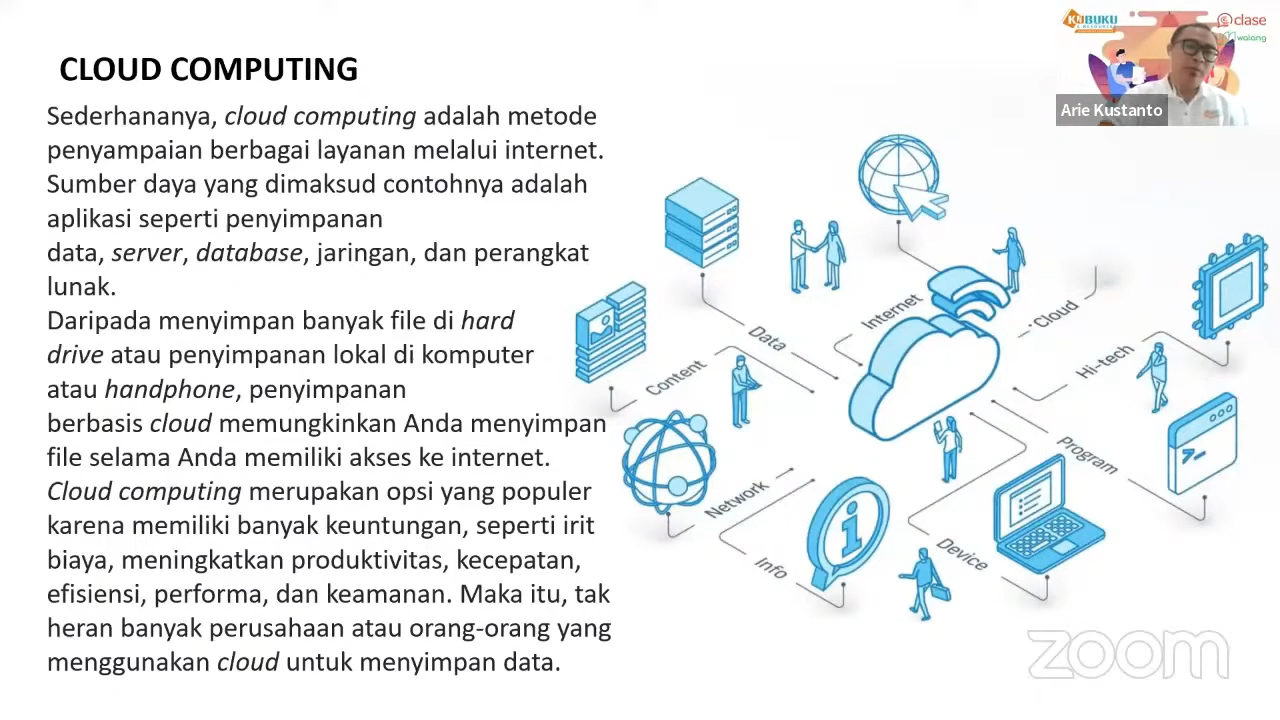 CLOUD COMPUTING
Sederhananya, cloud computing adalah metode
penyampaian berbagai layanan melalui internet.
Sumber daya yang dimaksud contohnya adalah
aplikasi seperti penyimpanan
data, server, database, jaringan, dan perangkat
lunak.
Daripada menyimpan banyak file di hard
drive atau penyimpanan lokal di komputer
atau handphone, penyimpanan
berbasis cloud memungkinkan Anda menyimpan
file selama Anda memiliki akses ke internet.
Cloud computing merupakan opsi yang populer
karena memiliki banyak keuntungan, seperti irit
biaya, meningkatkan produktivitas, kecepatan,
efisiensi, performa, dan keamanan. Maka itu, tak
heran banyak perusahaan atau orang-orang yang
menggunakan cloud untuk menyimpan data.
Data
Internet
Cloud
Content
Hi-tech
Network
Program
Info
Device
KUBUKU
clase
walang
Arie Kustanto
zoom